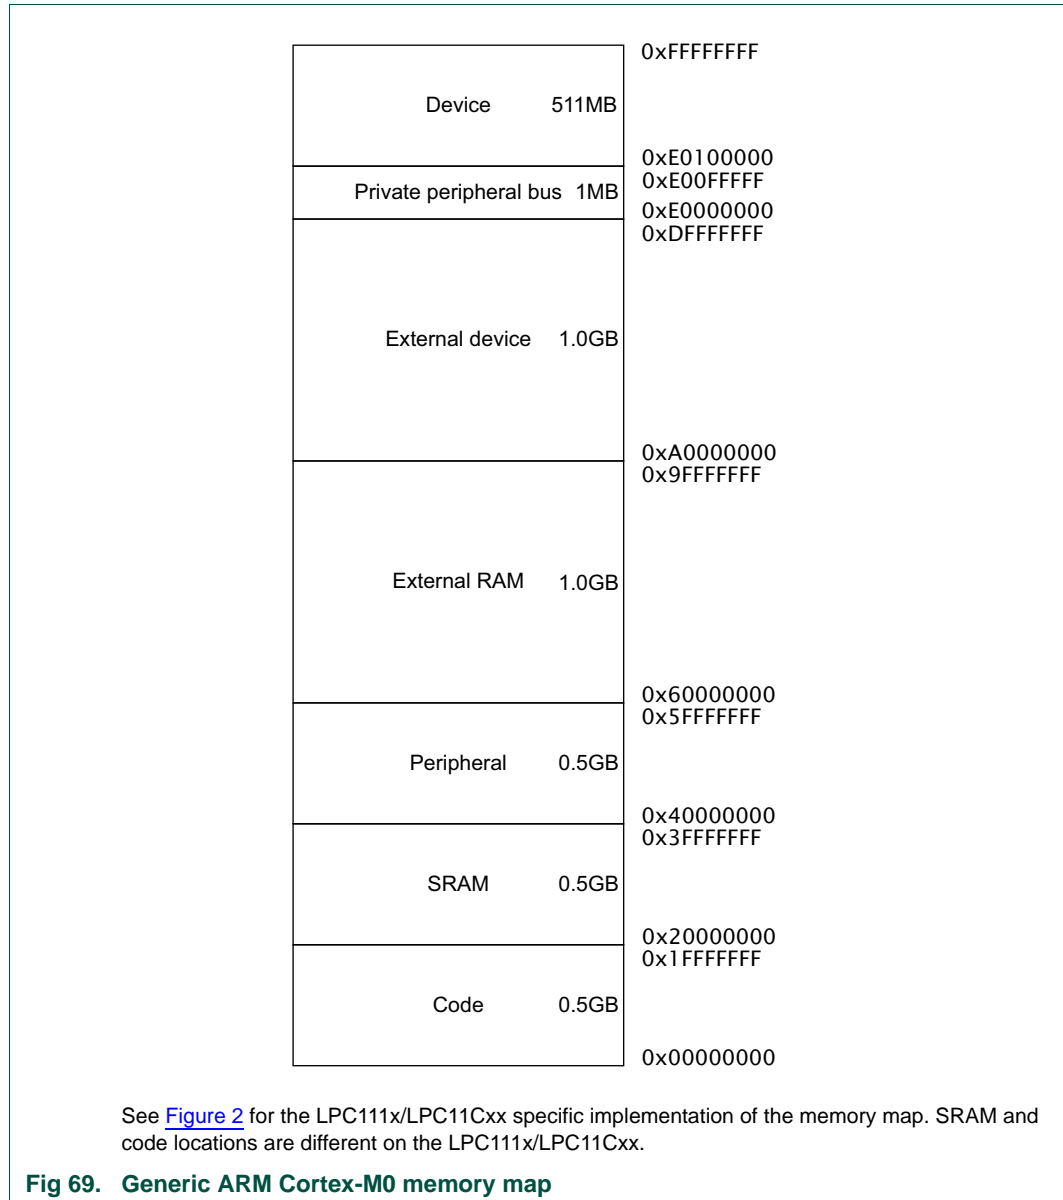 0xFFFFFFFF
Device 511MB
0xE0100000
0xE00FFFFF
Private peripheral bus 1MB
0xE0000000
0xDFFFFFFF
External device 1.0GB
0xA0000000
0x9FFFFFFF
External RAM 1.0GB
0x60000000
0x5FFFFFFF
Peripheral 0.5GB
0x40000000
0x3FFFFFFF
SRAM 0.5GB
0x20000000
0x1FFFFFFF
Code 0.5GB
0x00000000
See Figure 2 for the LPC111x/LPC11Cxx specific implementation of the memory map. SRAM and
code locations are different on the LPC111x/LPC11Cxx.
Fig 69. Generic ARM Cortex-M0 memory map